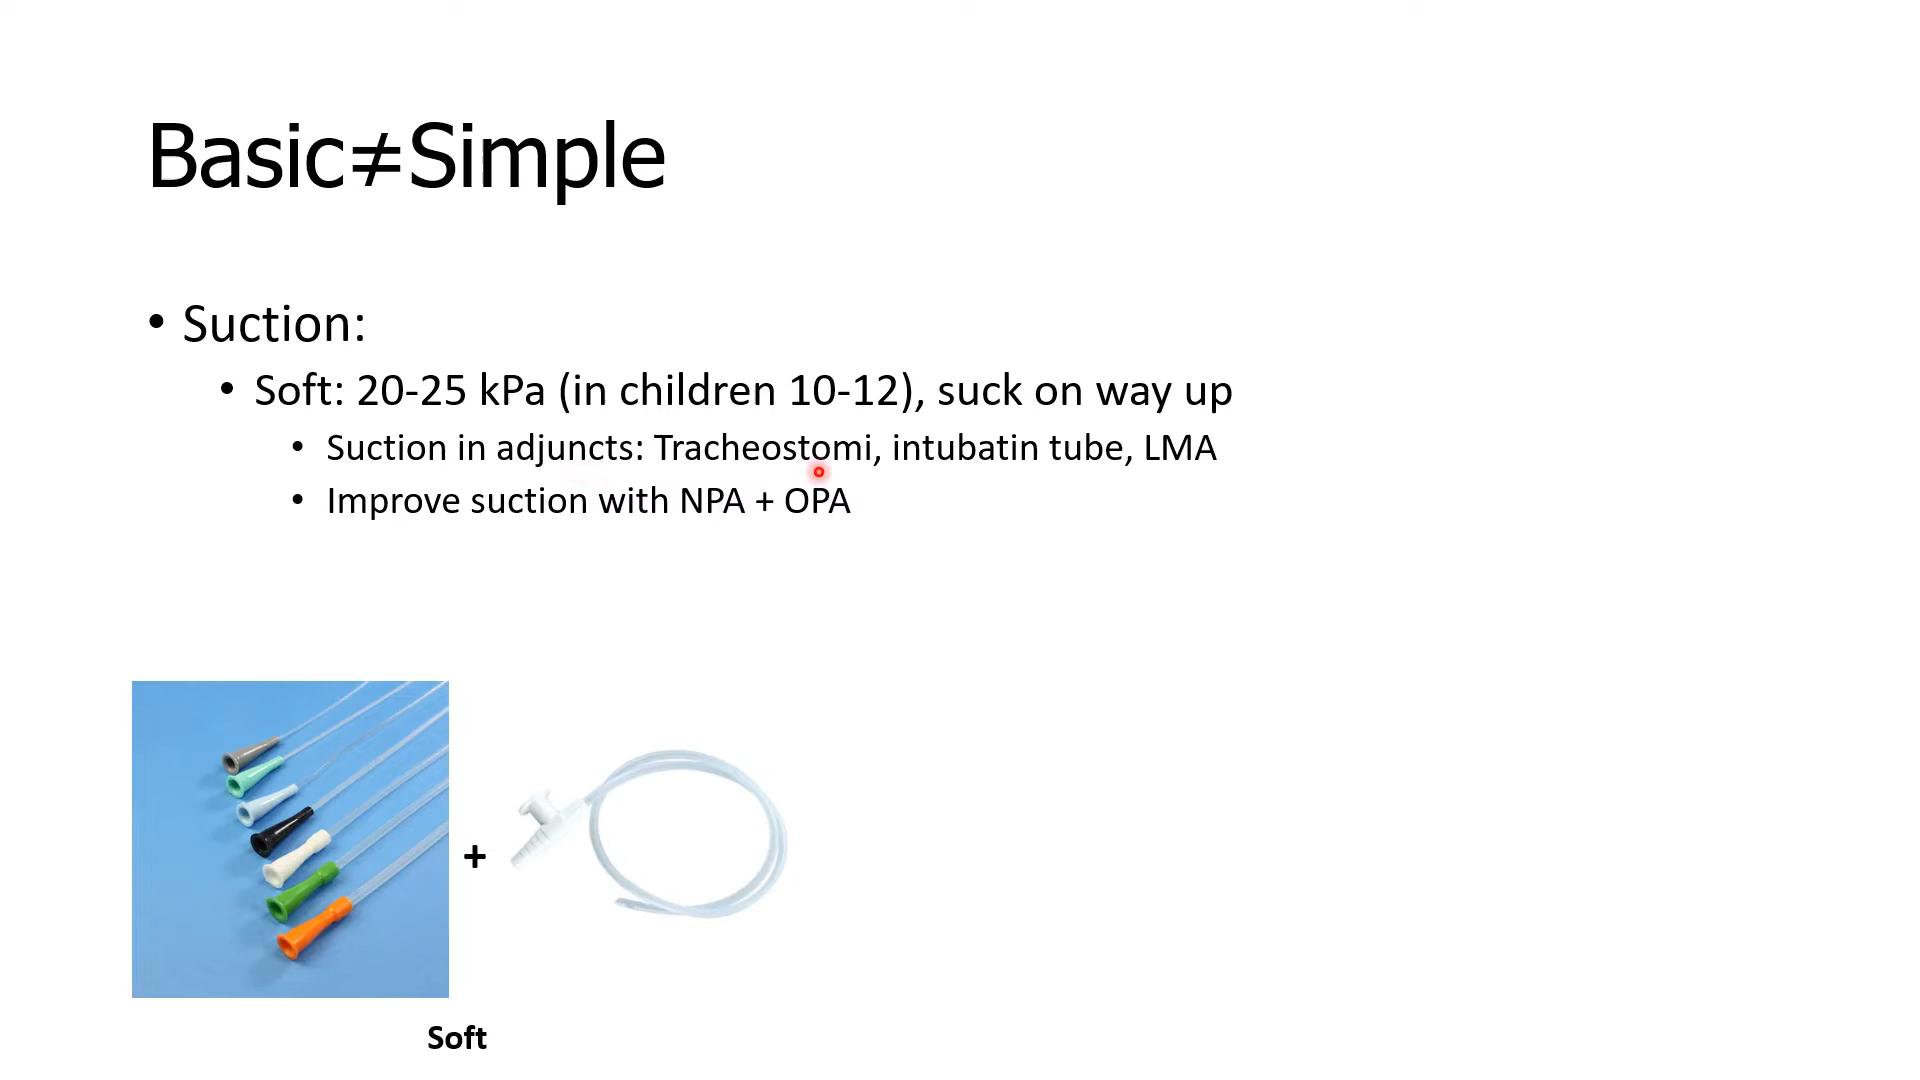 Basic≠Simple
• Suction:
• Soft: 20-25 kPa (in children 10-12), suck on way up
• Suction in adjuncts: Tracheostomi, intubatin tube, LMA
• Improve suction with NPA + OPA
+
Soft